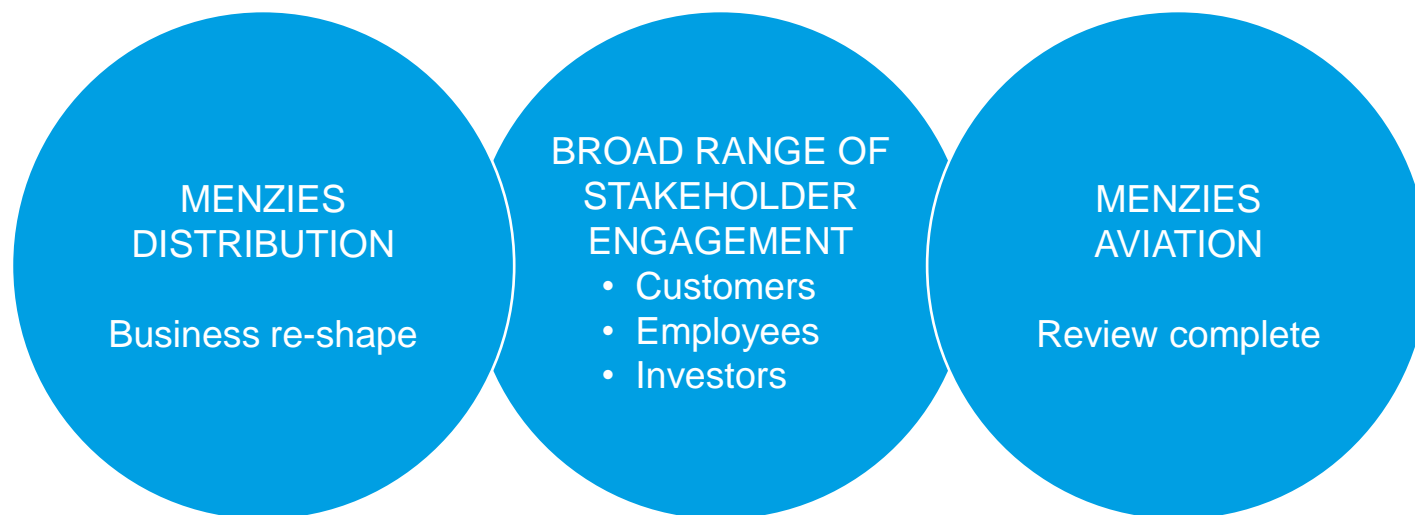 MENZIES
DISTRIBUTION
Business re-shape
BROAD RANGE OF
STAKEHOLDER
ENGAGEMENT
• Customers
• Employees
• Investors
MENZIES
AVIATION
Review complete